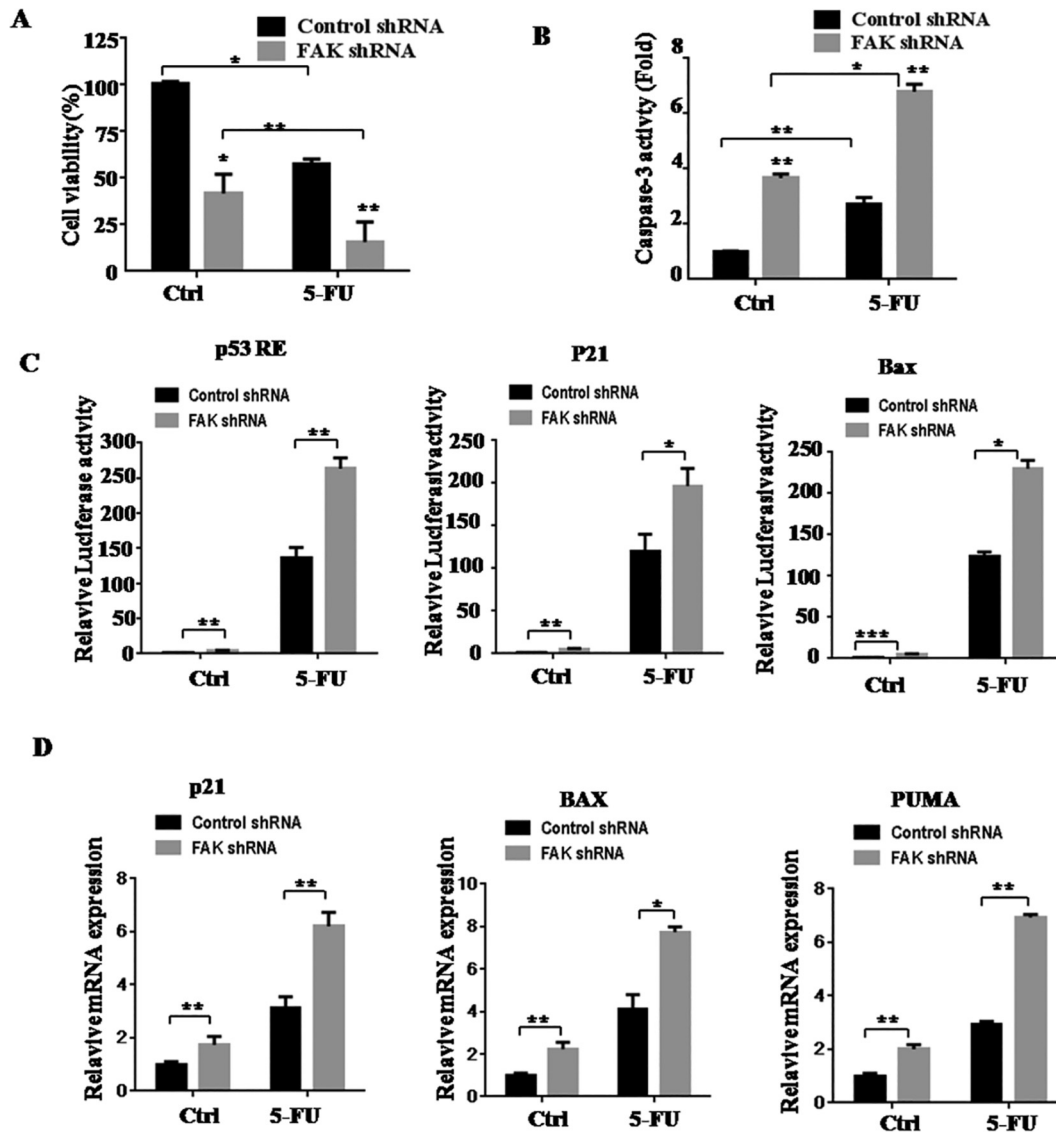 A
Control shRNA
FAK shRNA
Cell viability(%)
125
100
75
50
25
0
*
**
*
**
Ctrl
5-FU
B
Control shRNA
FAK shRNA
Caspase-3 activty (Fold)
8
6
4
2
0
*
**
**
**
Ctrl
5-FU
C
p53 RE
Control shRNA
FAK shRNA
Relavive Luciferase activity
300
250
200
150
100
50
0
**
**
Ctrl
5-FU
P21
Control shRNA
FAK shRNA
Relavive Luciferasivactivity
250
200
150
100
50
0
*
**
Ctrl
5-FU
Bax
Control shRNA
FAK shRNA
Relavive Luciferasivactivity
250
200
150
100
50
0
*
***
Ctrl
5-FU
D
p21
Control shRNA
FAK shRNA
Relavive mRNA expression
8
6
4
2
0
**
**
Ctrl
5-FU
BAX
Control shRNA
FAK shRNA
Relavive mRNA expression
10
8
6
4
2
0
*
**
Ctrl
5-FU
PUMA
Control shRNA
FAK shRNA
Relavive mRNA expression
8
6
4
2
0
**
**
Ctrl
5-FU